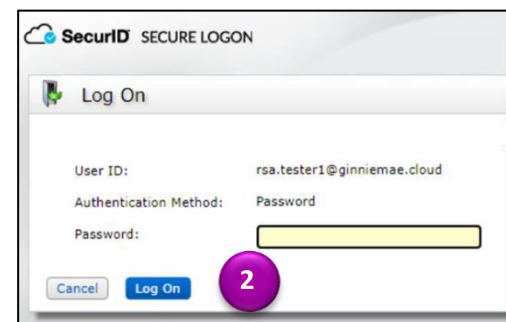 SecurID SECURE LOGON
Log On
User ID: rsa.tester1@ginniemae.cloud
Authentication Method: Password
Password:
Cancel Log On 2